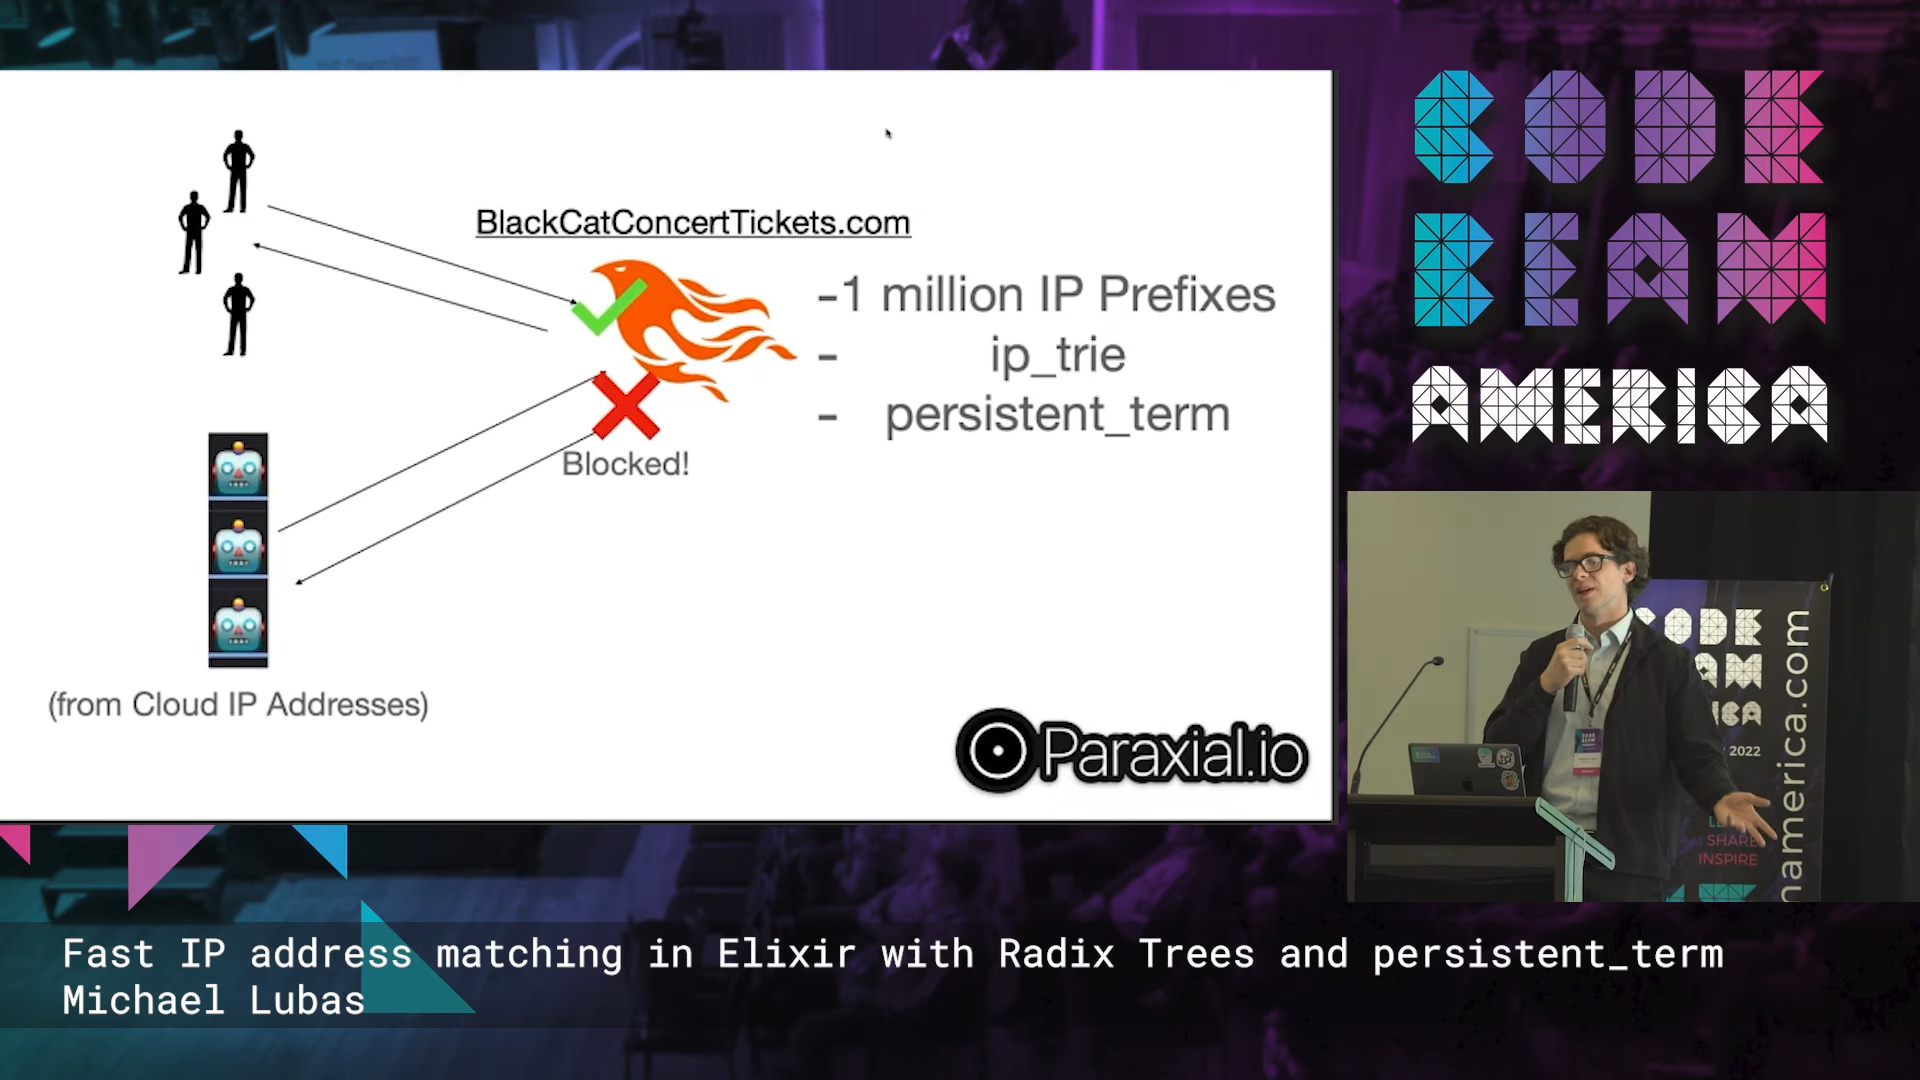 BlackCatConcertTickets.com
-1 million IP Prefixes
- ip_trie
- persistent_term
Blocked!
(from Cloud IP Addresses)
Paraxial.io
CODE
BEAM
AMERICA
CODE
2022
SHARE
INSPIRE
america.com
Fast IP address matching in Elixir with Radix Trees and persistent_term
Michael Lubas